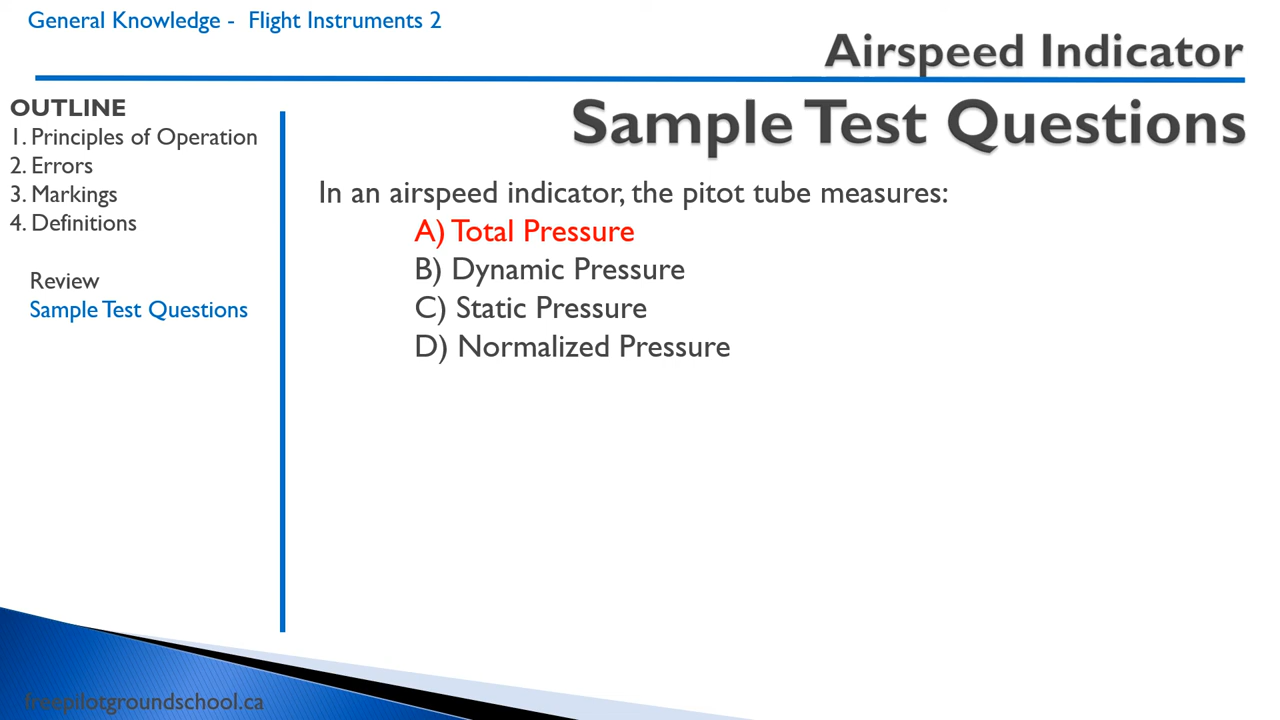 General Knowledge -  Flight Instruments 2
Airspeed Indicator
Sample Test Questions
OUTLINE
1. Principles of Operation
2. Errors
3. Markings
4. Definitions
Review
Sample Test Questions
In an airspeed indicator, the pitot tube measures:
A) Total Pressure
B) Dynamic Pressure
C) Static Pressure
D) Normalized Pressure
freepilotgroundschool.ca